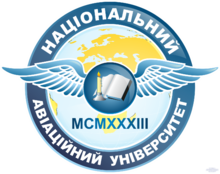 НАЦІОНАЛЬНИЙ
MCMXXXIII
АВІАЦІЙНИЙ УНІВЕРСИТЕТ